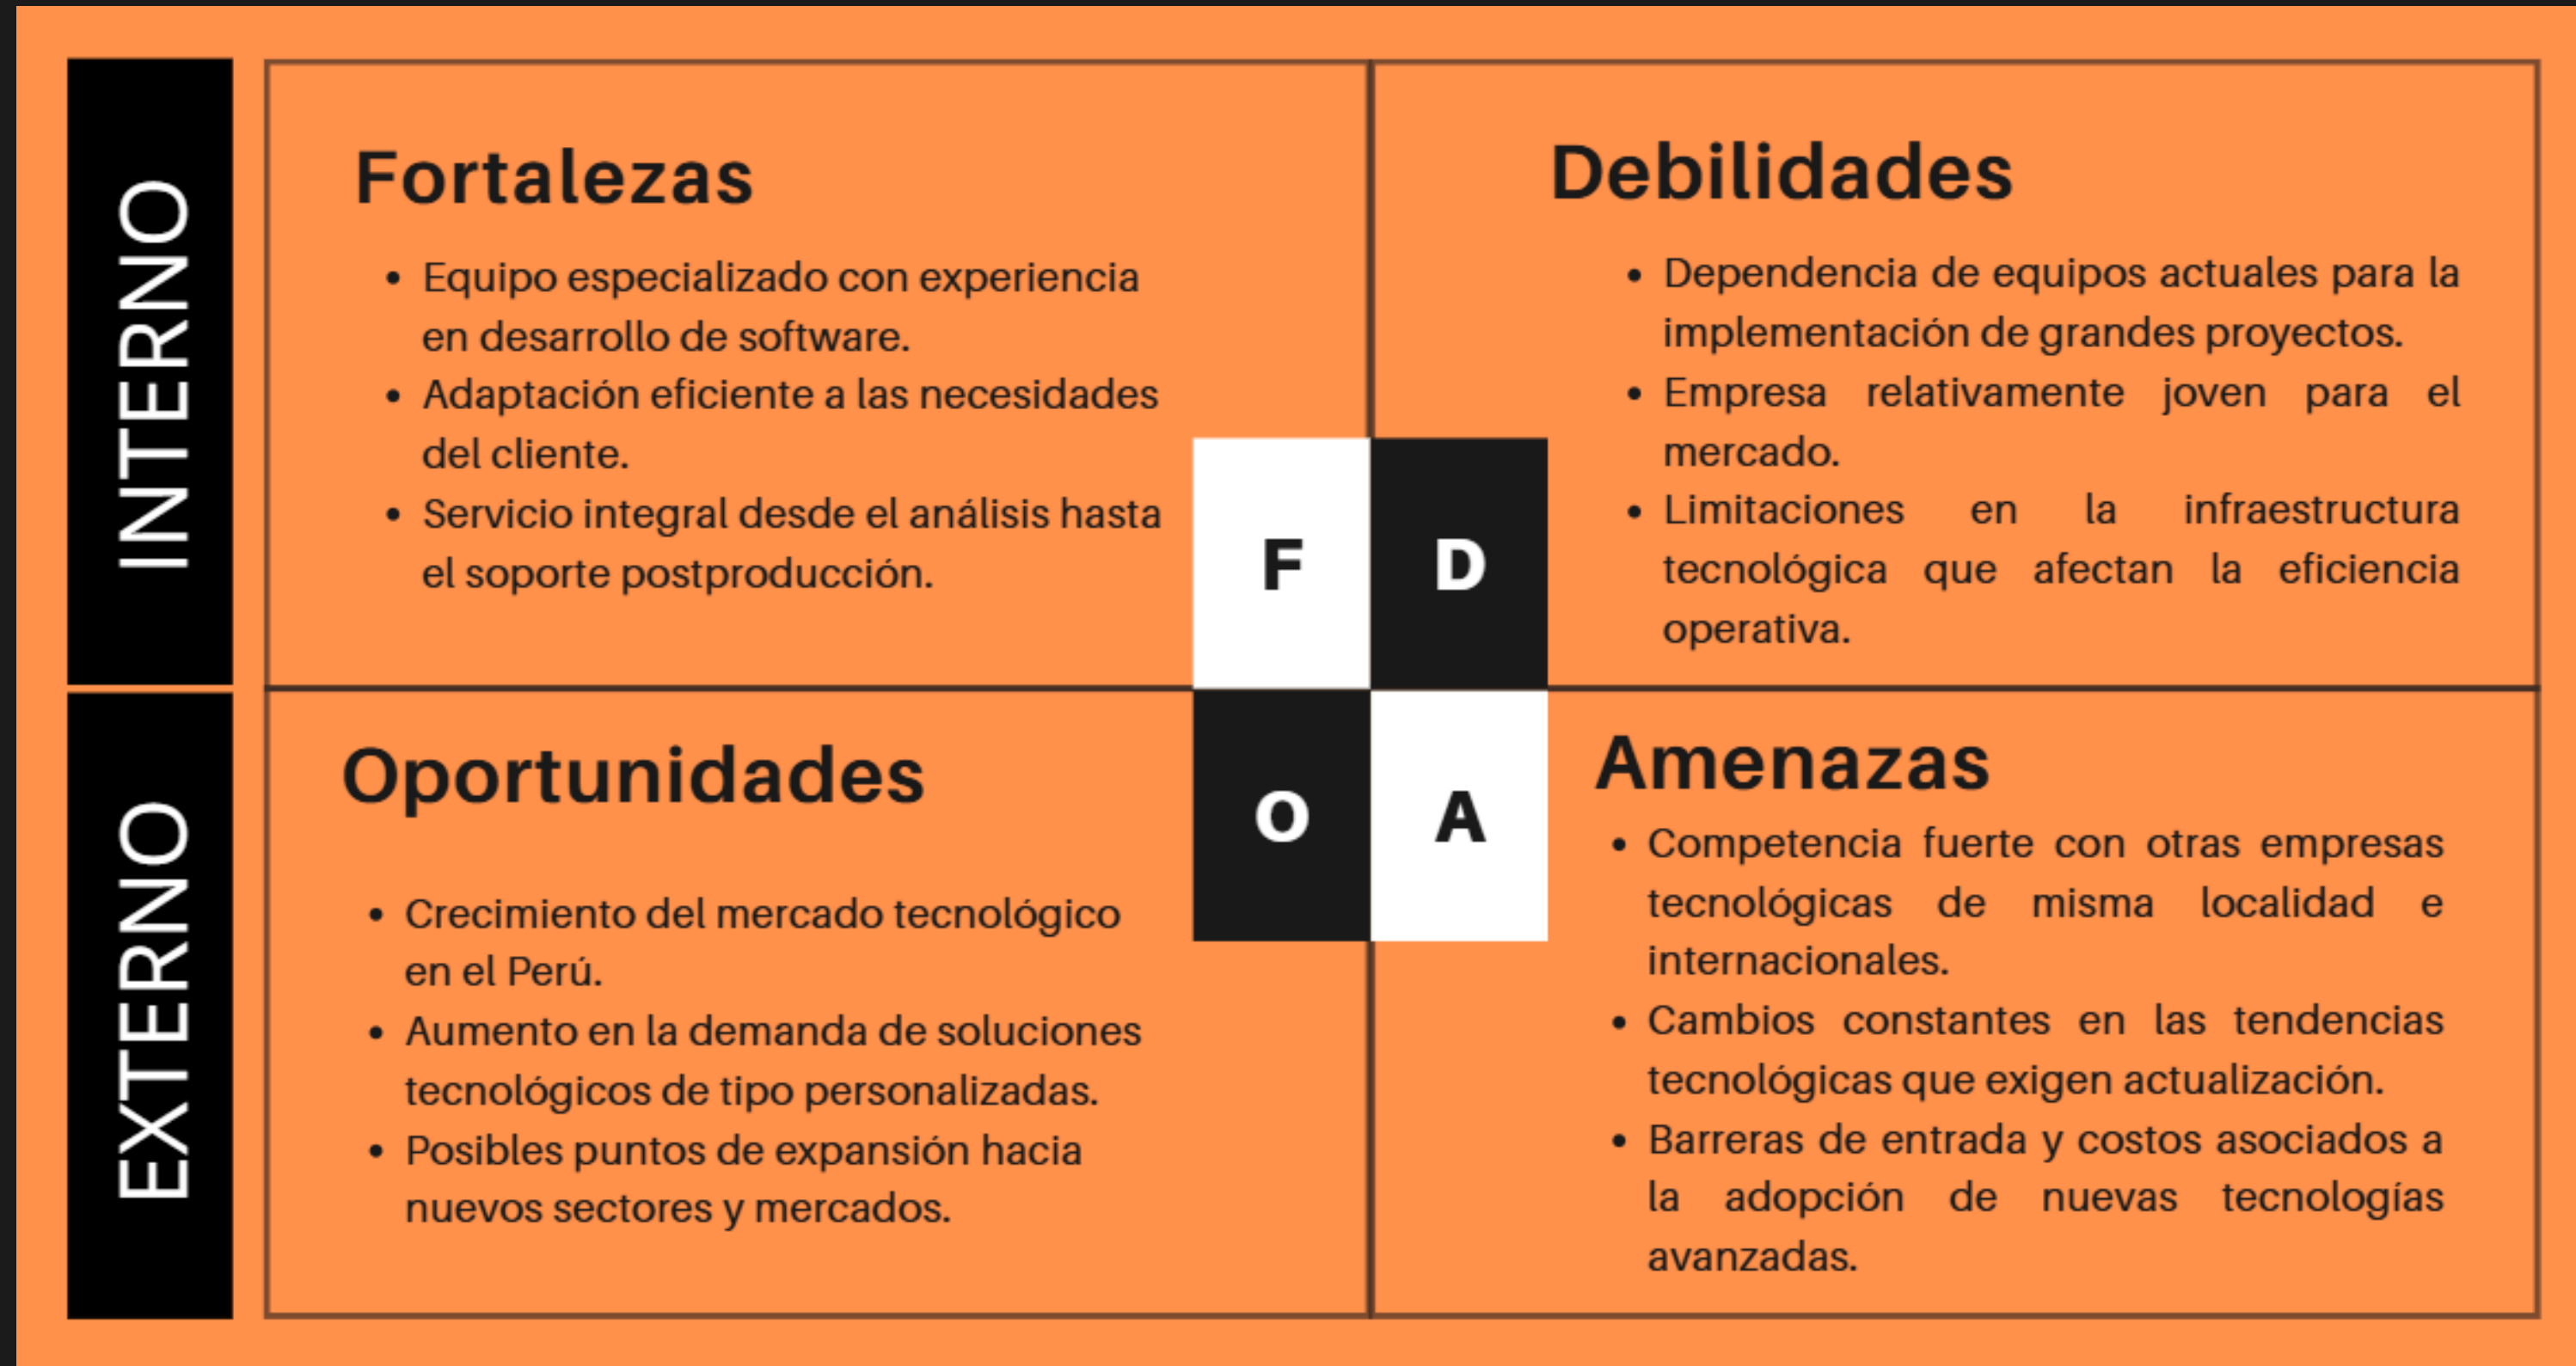 INTERNO
Fortalezas
• Equipo especializado con experiencia
en desarrollo de software.
• Adaptación eficiente a las necesidades
del cliente.
• Servicio integral desde el análisis hasta
el soporte postproducción.
Debilidades
• Dependencia de equipos actuales para la
implementación de grandes proyectos.
• Empresa relativamente joven para el
mercado.
• Limitaciones en la infraestructura
tecnológica que afectan la eficiencia
operativa.
F
D
O
A
EXTERNO
Oportunidades
• Crecimiento del mercado tecnológico
en el Perú.
• Aumento en la demanda de soluciones
tecnológicos de tipo personalizadas.
• Posibles puntos de expansión hacia
nuevos sectores y mercados.
Amenazas
• Competencia fuerte con otras empresas
tecnológicas de misma localidad e
internacionales.
• Cambios constantes en las tendencias
tecnológicas que exigen actualización.
• Barreras de entrada y costos asociados a
la adopción de nuevas tecnologías
avanzadas.